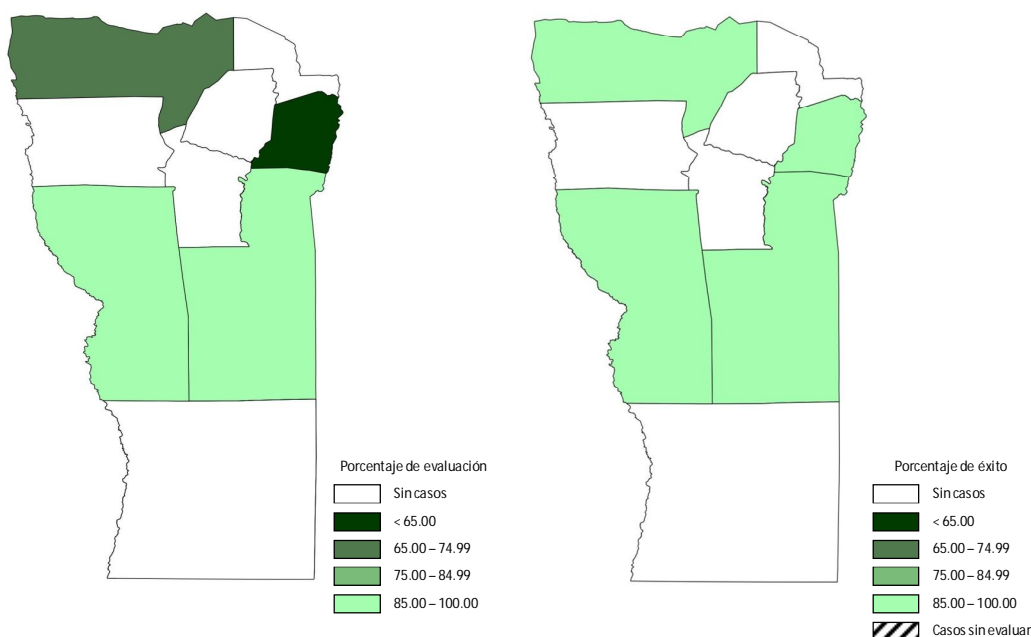 Porcentaje de evaluación
Sin casos
< 65.00
65.00 – 74.99
75.00 – 84.99
85.00 – 100.00
Porcentaje de éxito
Sin casos
< 65.00
65.00 – 74.99
75.00 – 84.99
85.00 – 100.00
Casos sin evaluar